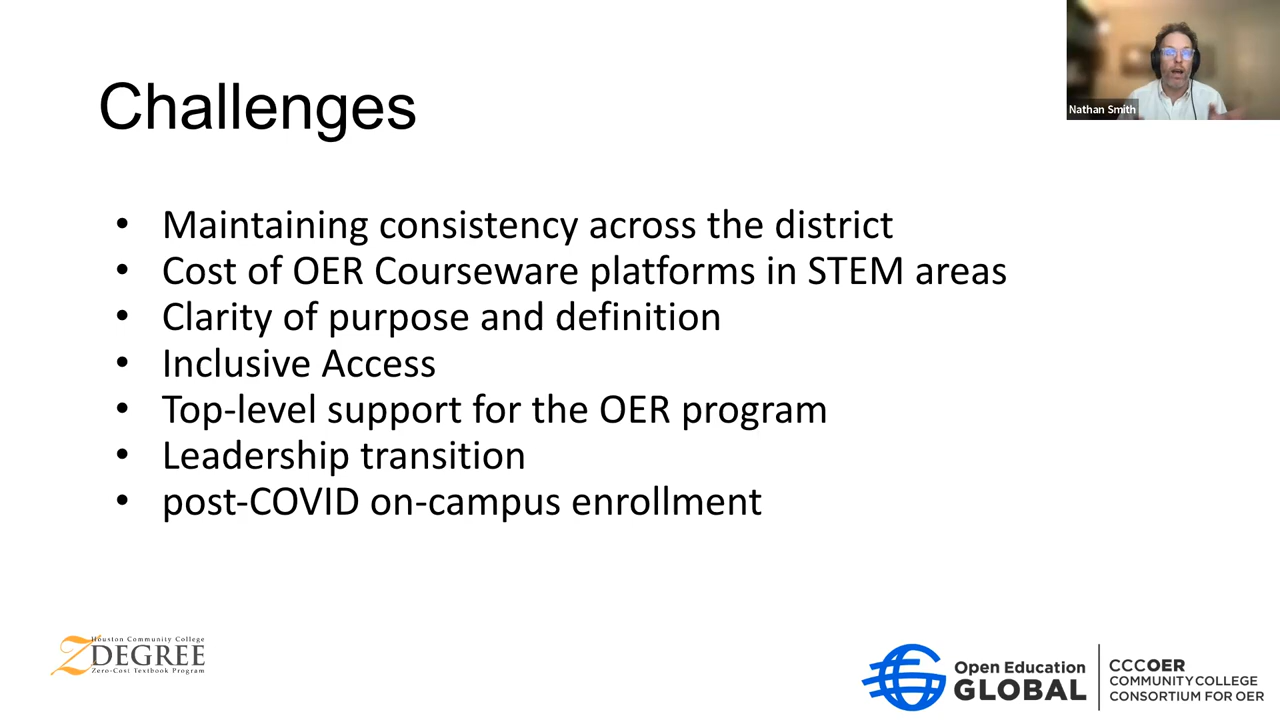 Challenges
Nathan Smith
• Maintaining consistency across the district
• Cost of OER Courseware platforms in STEM areas
• Clarity of purpose and definition
• Inclusive Access
• Top-level support for the OER program
• Leadership transition
• post-COVID on-campus enrollment
Houston Community College
Z DEGREE
Zero-Cost Textbook Program
Open Education
GLOBAL
CCCOER
COMMUNITY COLLEGE
CONSORTIUM FOR OER